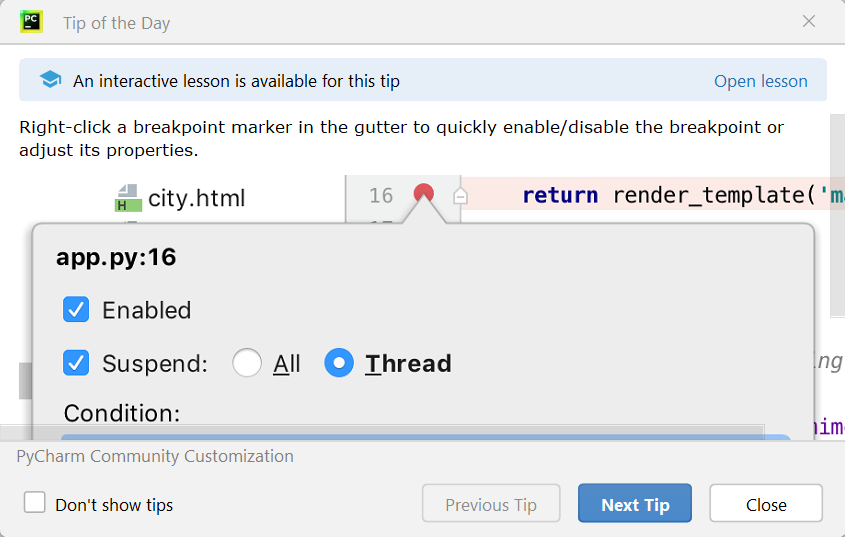 PC
Tip of the Day
An interactive lesson is available for this tip
Open lesson
Right-click a breakpoint marker in the gutter to quickly enable/disable the breakpoint or
adjust its properties.
H city.html
16
return render_template('ma
app.py:16
Enabled
Suspend: All Thread
ing
Condition:
nime
PyCharm Community Customization
Don't show tips
Previous Tip
Next Tip
Close